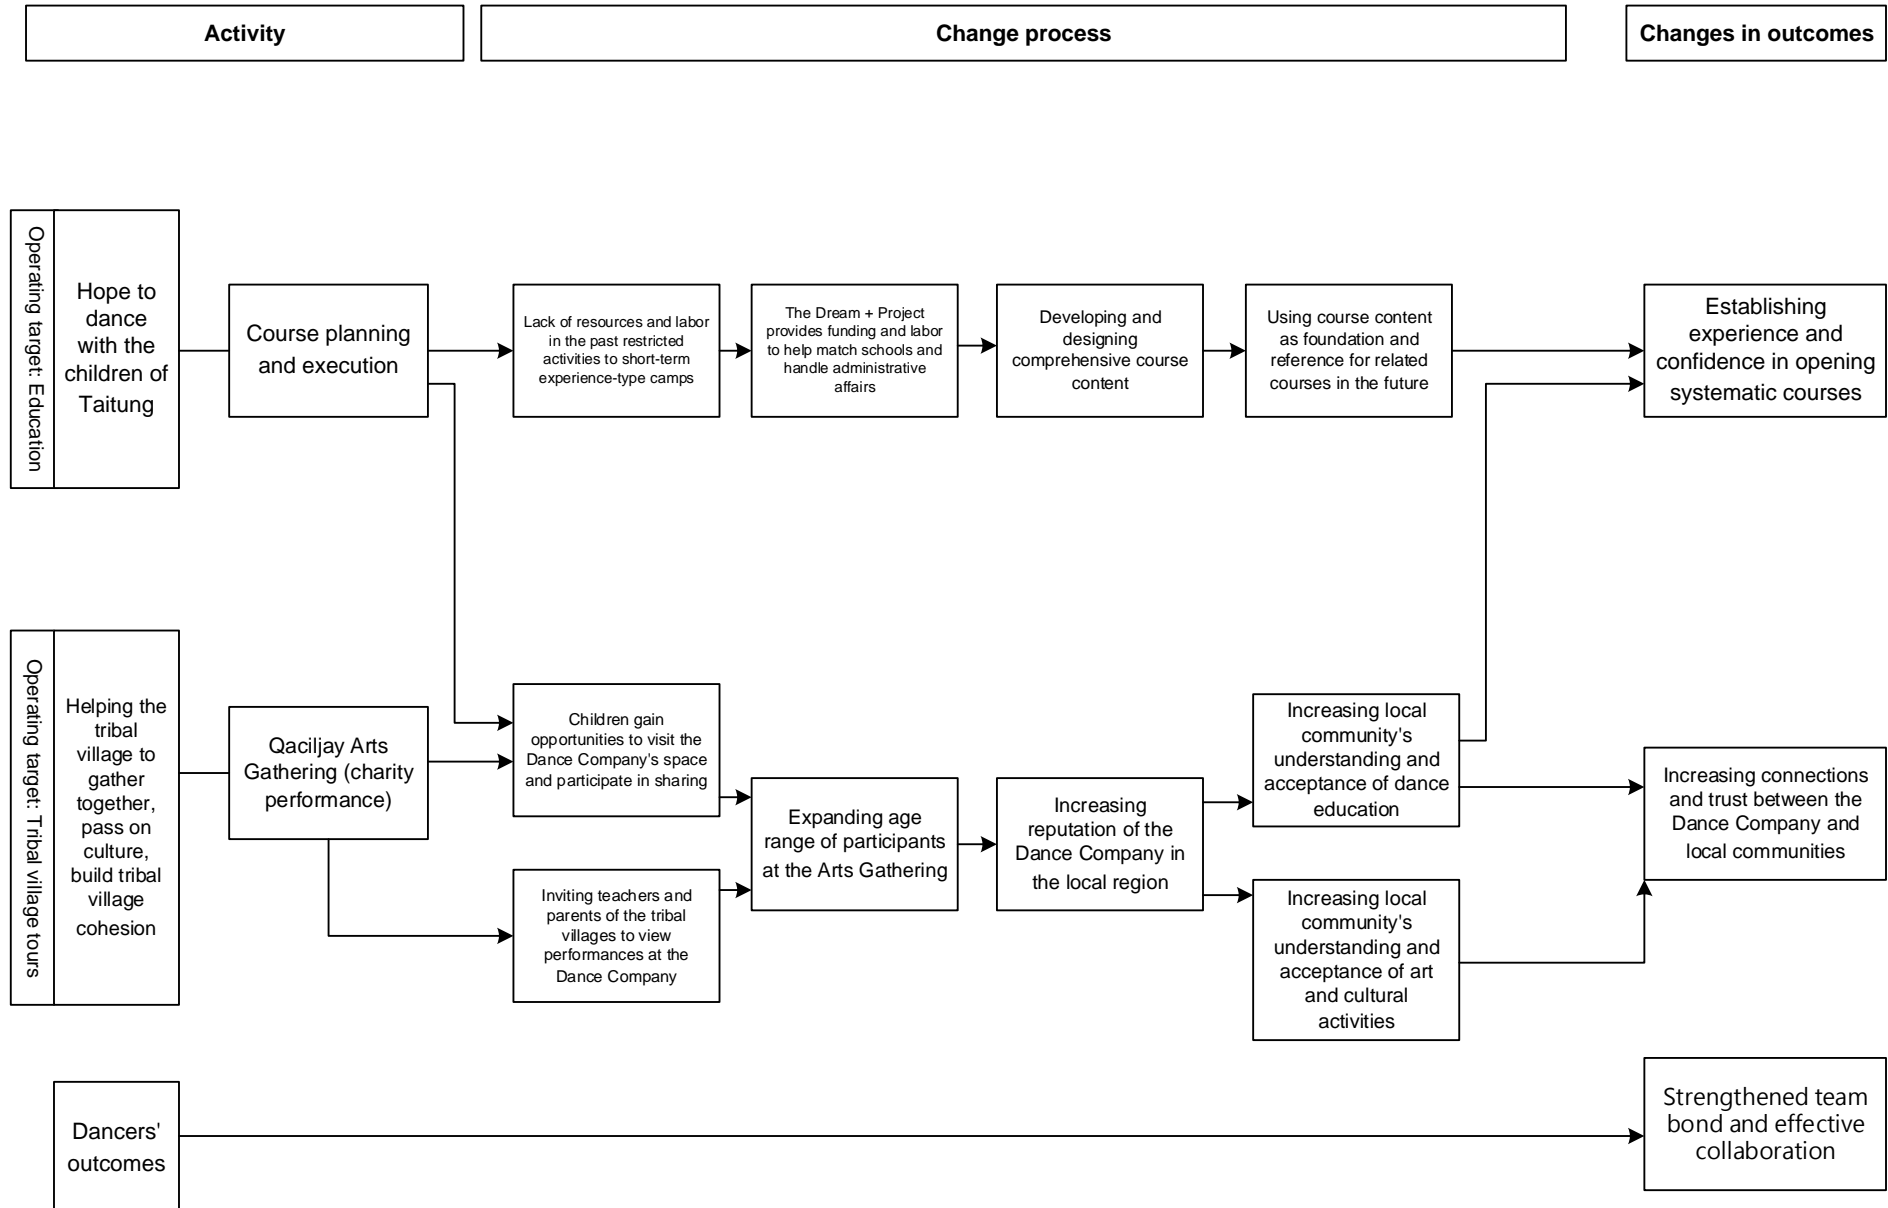 Activity
Change process
Changes in outcomes
Operating target: Education
Hope to
dance
with the
children of
Taitung
Course planning
and execution
Lack of resources and labor
in the past restricted
activities to short-term
experience-type camps
The Dream + Project
provides funding and labor
to help match schools and
handle administrative
affairs
Developing and
designing
comprehensive course
content
Using course content
as foundation and
reference for related
courses in the future
Establishing
experience and
confidence in opening
systematic courses
Operating target: Tribal village tours
Helping the
tribal
village to
gather
together,
pass on
culture,
build tribal
village
cohesion
Qaciljay Arts
Gathering (charity
performance)
Children gain
opportunities to visit the
Dance Company's space
and participate in sharing
Inviting teachers and
parents of the tribal
villages to view
performances at the
Dance Company
Expanding age
range of participants
at the Arts Gathering
Increasing
reputation of the
Dance Company in
the local region
Increasing local
community's
understanding and
acceptance of dance
education
Increasing local
community's
understanding and
acceptance of art
and cultural
activities
Increasing connections
and trust between the
Dance Company and
local communities
Dancers'
outcomes
Strengthened team
bond and effective
collaboration